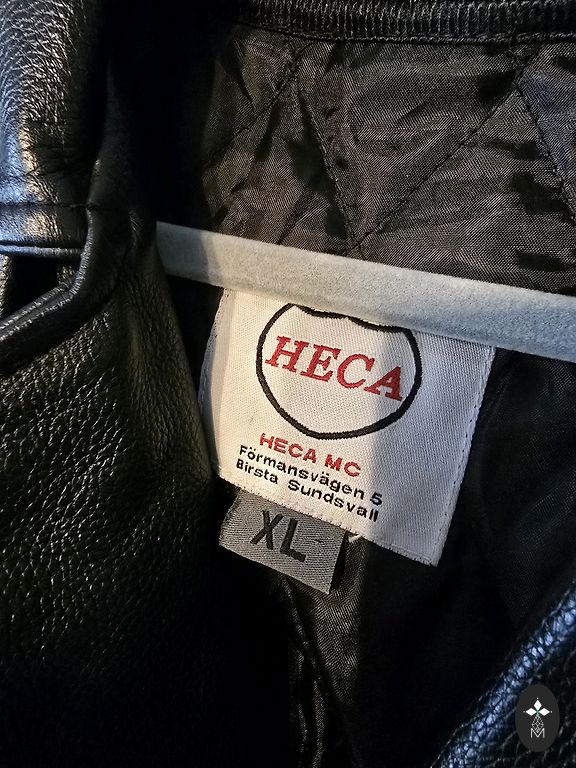 HECA
HECA MC
Förmansvägen 5
Birsta Sundsvall
XL
M